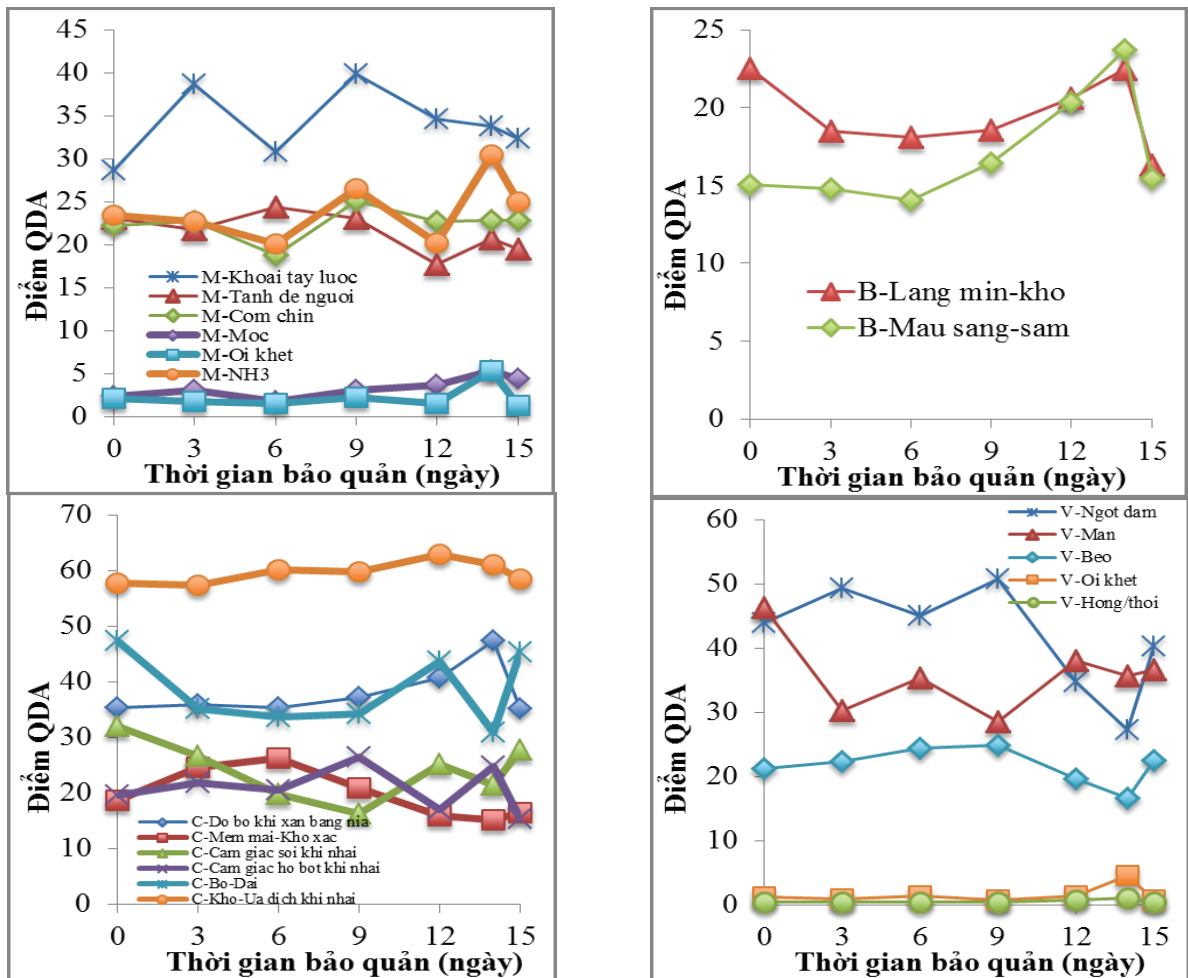 45
40
35
30
25
20
15
10
5
0
Điểm QDA
M-Khoai tay luoc
M-Tanh de nguoi
M-Com chin
M-Moc
M-Oi khet
M-NH3
0 3 6 9 12 15
Thời gian bảo quản (ngày)
25
20
15
10
5
0
Điểm QDA
B-Lang min-kho
B-Mau sang-sam
0 3 6 9 12 15
Thời gian bảo quản (ngày)
70
60
50
40
30
20
10
0
Điểm QDA
C-Do bo khi xan bang nia
C-Mem mai-Kho xac
C-Cam giac soi khi nhai
C-Cam giac ho bot khi nhai
C-Bo-Dai
C-Kho-Ua dich khi nhai
0 3 6 9 12 15
Thời gian bảo quản (ngày)
60
50
40
30
20
10
0
Điểm QDA
V-Ngot dam
V-Man
V-Beo
V-Oi khet
V-Hong/thoi
0 3 6 9 12 15
Thời gian bảo quản (ngày)